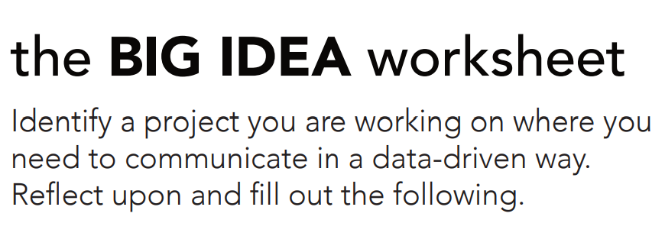 the BIG IDEA worksheet
Identify a project you are working on where you
need to communicate in a data-driven way.
Reflect upon and fill out the following.